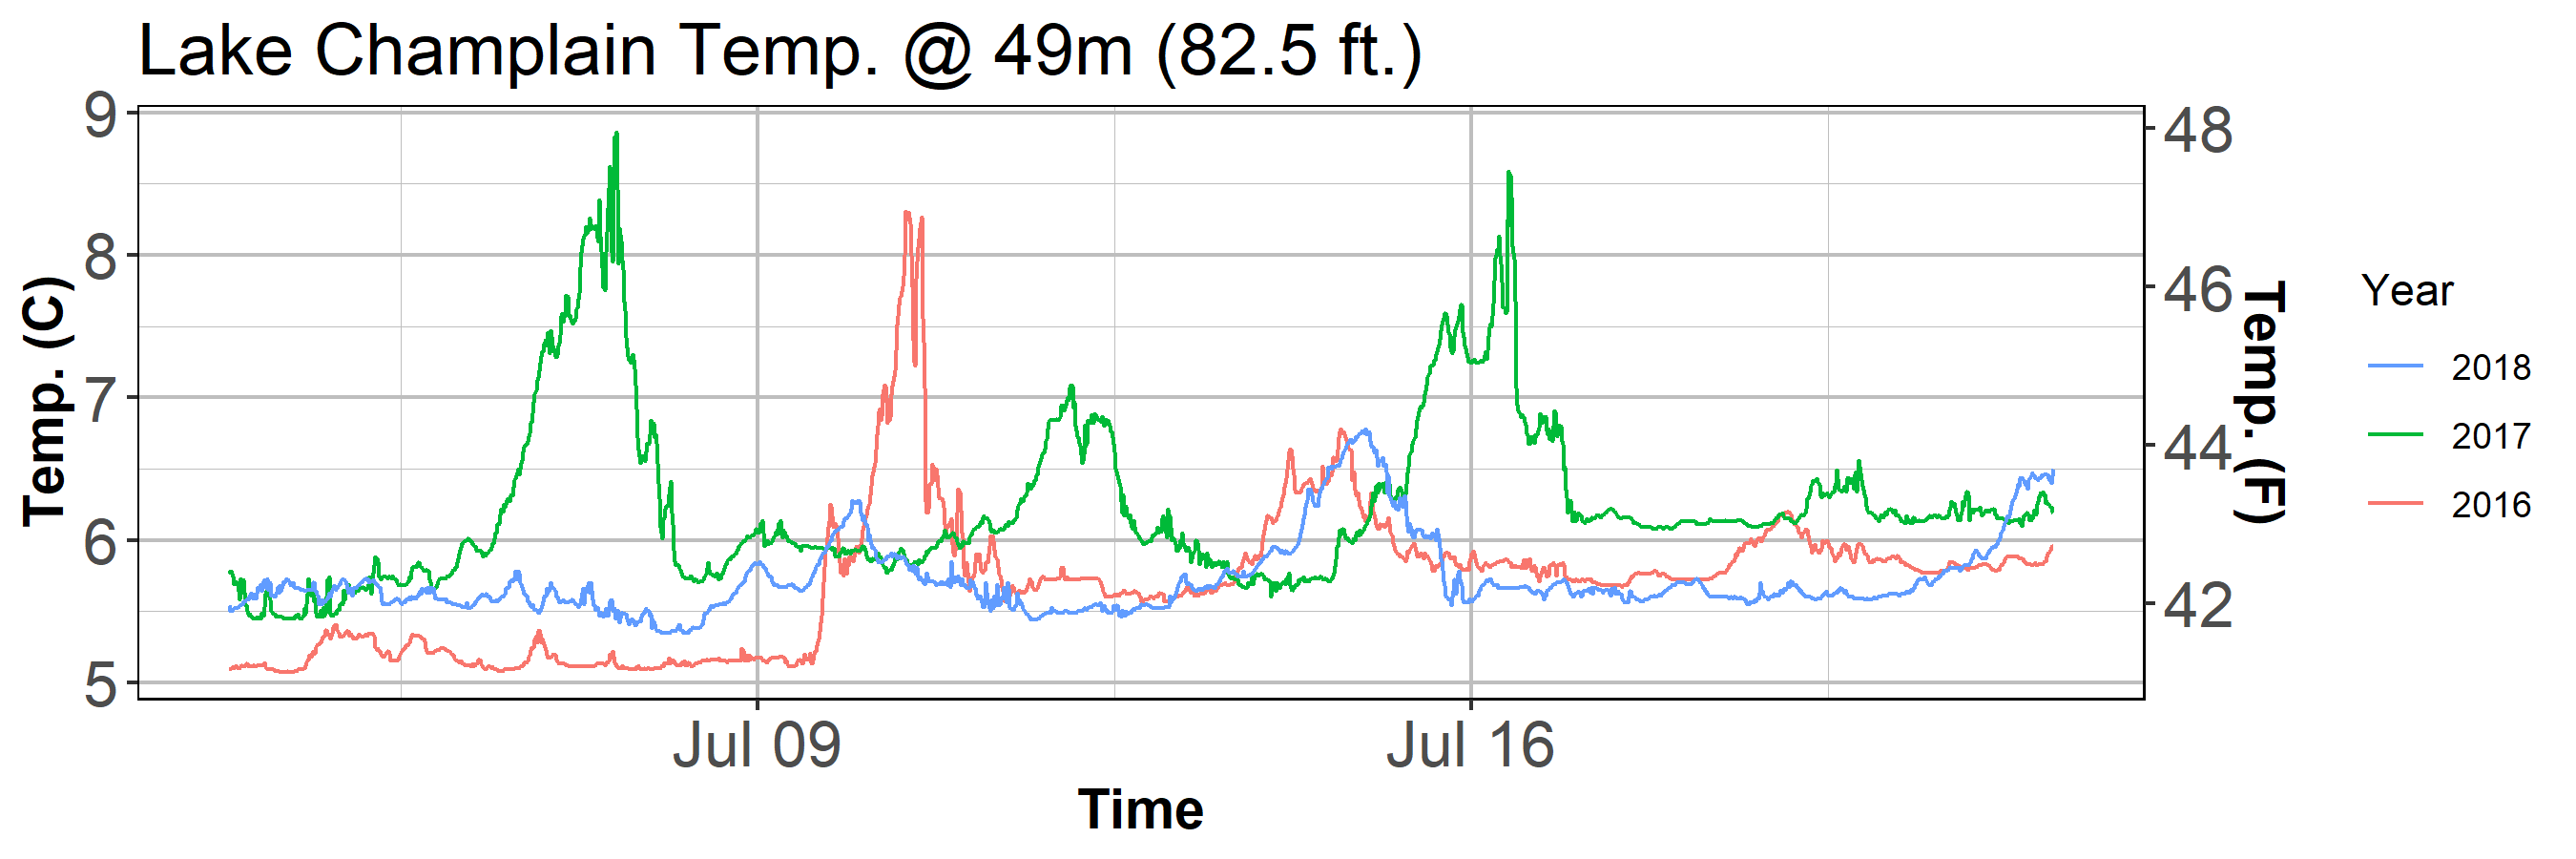 Lake Champlain Temp. @ 49m (82.5 ft.)
9
8
7
6
5
Temp. (C)
48
46
44
42
Temp. (F)
Jul 09
Jul 16
Time
Year
2018
2017
2016